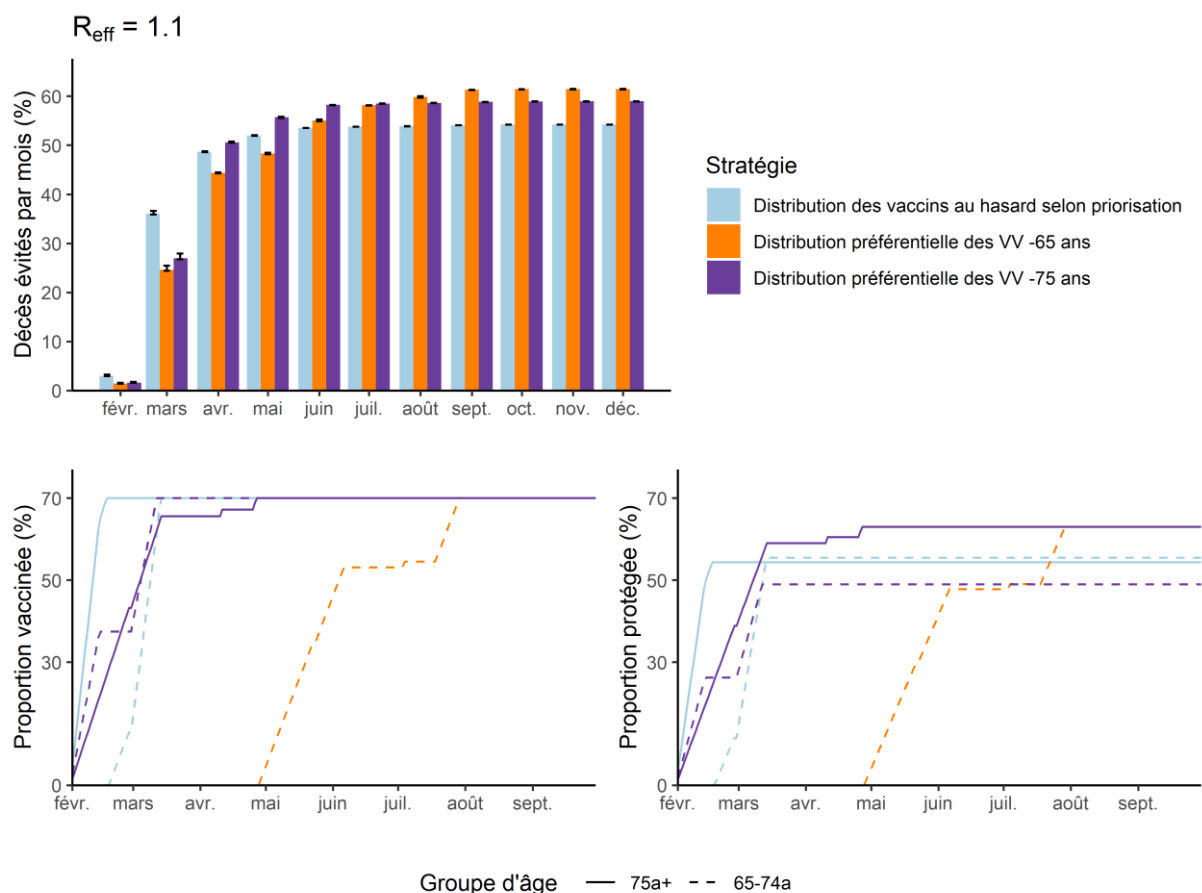 Reff = 1.1
Décès évités par mois (%)
60
50
40
30
20
10
0
févr. mars avr. mai juin juil. août sept. oct. nov. déc.
Stratégie
Distribution des vaccins au hasard selon priorisation
Distribution préférentielle des VV -65 ans
Distribution préférentielle des VV -75 ans
Proportion vaccinée (%)
70
50
30
0
févr. mars avr. mai juin juil. août sept.
Proportion protégée (%)
70
50
30
0
févr. mars avr. mai juin juil. août sept.
Groupe d'âge 75a+ 65-74a